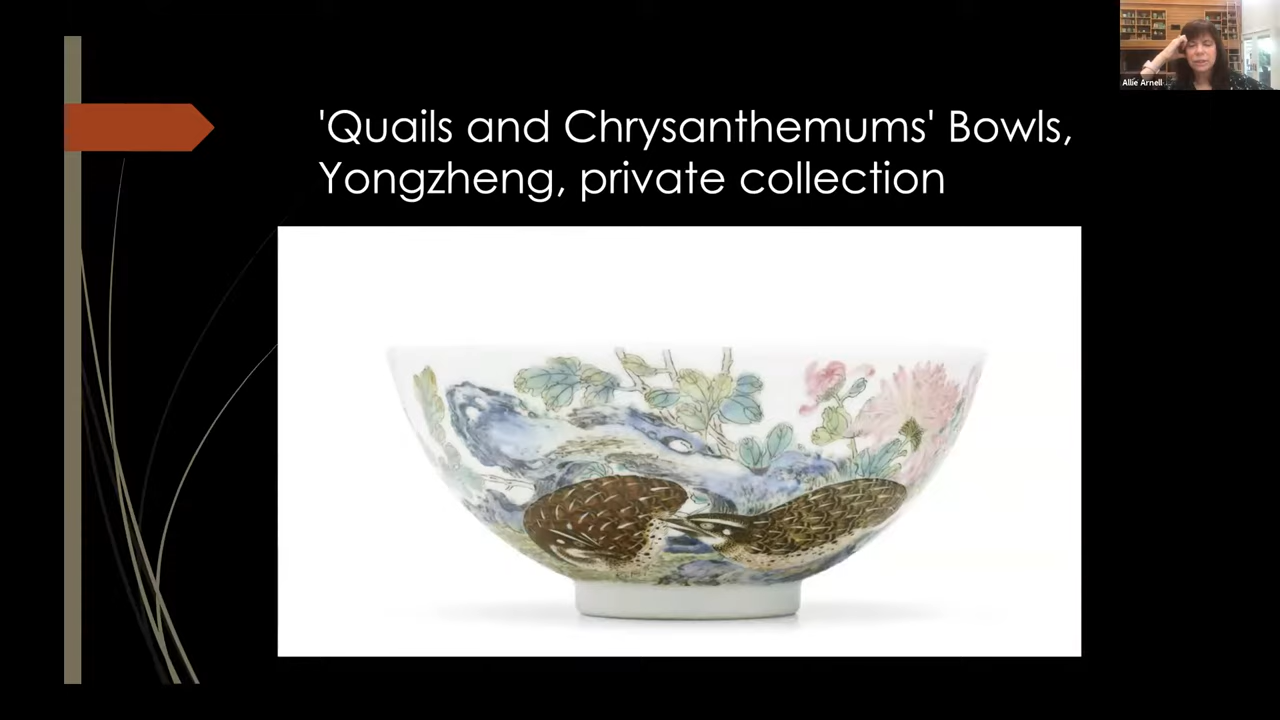 'Quails and Chrysanthemums' Bowls,
Yongzheng, private collection
Allie Arnell